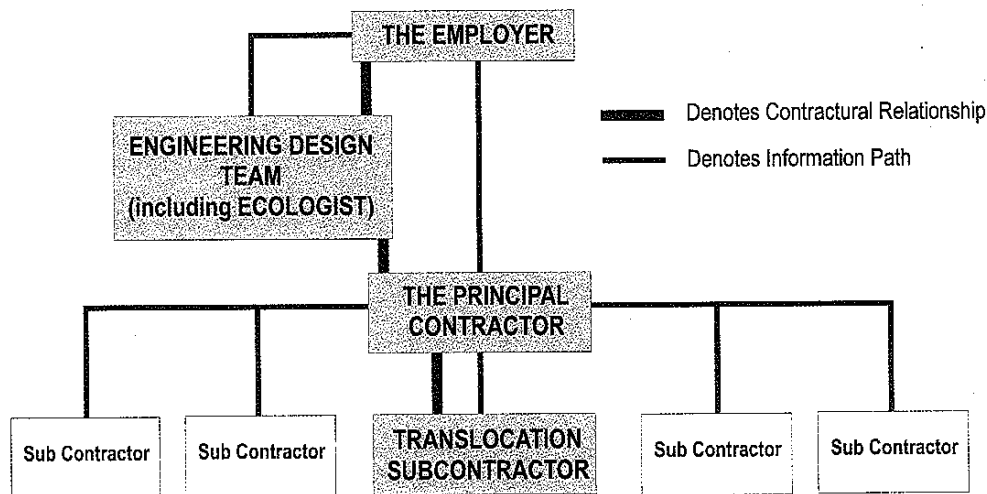 THE EMPLOYER
ENGINEERING DESIGN
TEAM
(including ECOLOGIST)
Denotes Contractural Relationship
Denotes Information Path
THE PRINCIPAL
CONTRACTOR
Sub Contractor
Sub Contractor
TRANSLOCATION
SUBCONTRACTOR
Sub Contractor
Sub Contractor